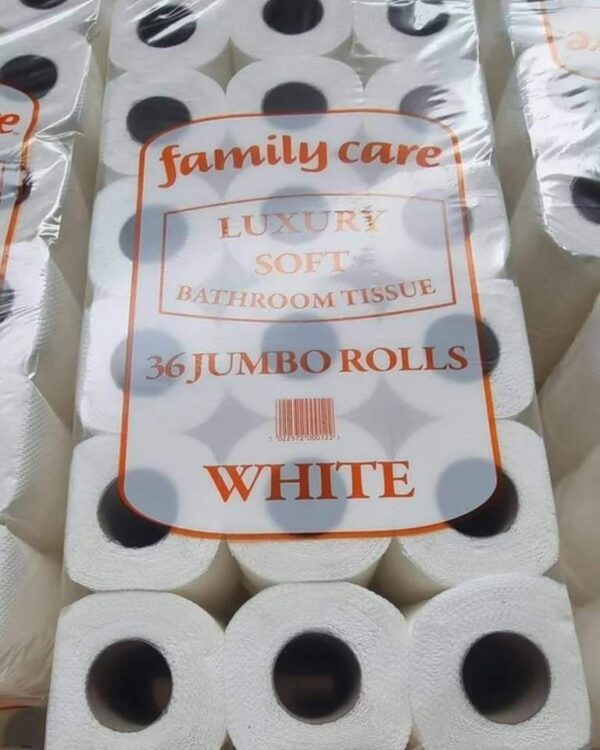 family care
LUXURY
SOFT
BATHROOM TISSUE
36 JUMBO ROLLS
WHITE